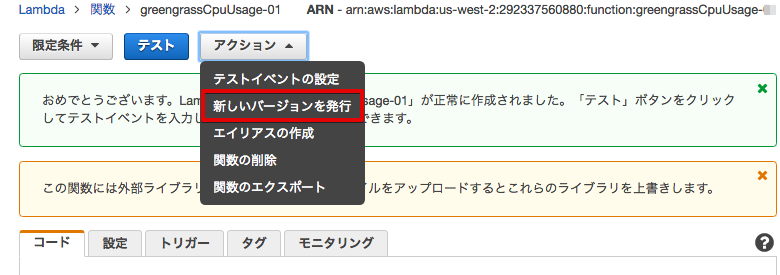 Lambda > 関数 > greengrassCpuUsage-01 ARN - arn:aws:lambda:us-west-2:292337560880:function:greengrassCpuUsage-
限定条件 テスト アクション
テストイベントの設定
新しいバージョンを発行
エイリアスの作成
関数の削除
関数のエクスポート
おめでとうございます。Lam sage-01」が正常に作成されました。「テスト」ボタンをクリック
してテストイベントを入力し できます。
この関数には外部ライブラリ イルをアップロードするとこれらのライブラリを上書きします。
コード 設定 トリガー タグ モニタリング ?